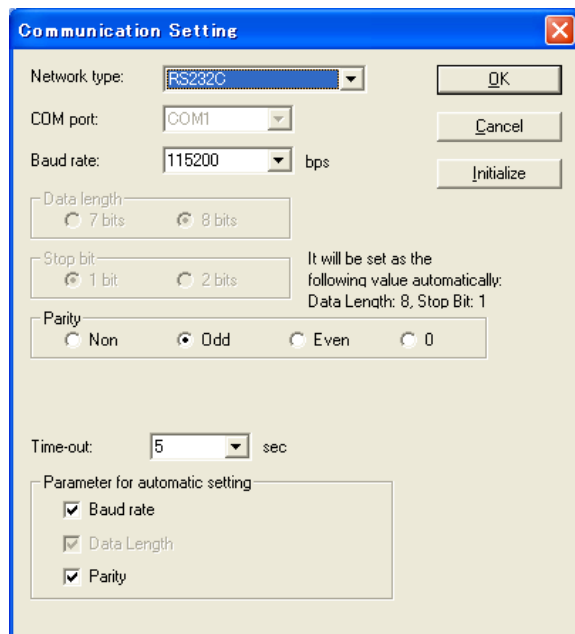 Communication Setting
Network type: RS232C OK
COM port: COM1 Cancel
Baud rate: 115200 bps Initialize
Data length
7 bits 8 bits
Stop bit
1 bit 2 bits
It will be set as the
following value automatically:
Data Length: 8, Stop Bit: 1
Parity
Non Odd Even 0
Time-out: 5 sec
Parameter for automatic setting
Baud rate
Data Length
Parity